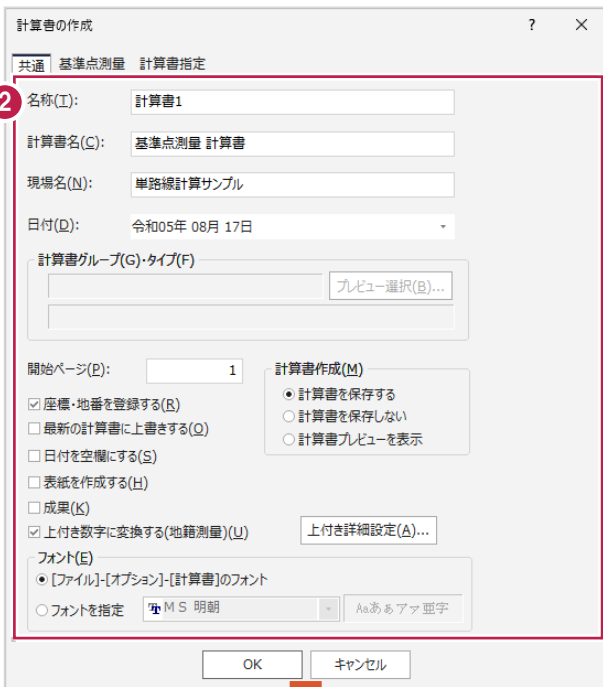 計算書の作成 ? ×
共通 基準点測量 計算書指定
2
名称(T): 計算書1
計算書名(C): 基準点測量 計算書
現場名(N): 単路線計算サンプル
日付(D): 令和05年 08月 17日
計算書グループ(G)・タイプ(F)
プレビュー選択(B)...
開始ページ(P): 1
計算書作成(M)
計算書を保存する
計算書を保存しない
計算書プレビューを表示
座標・地番を登録する(R)
最新の計算書に上書きする(O)
日付を空欄にする(S)
表紙を作成する(H)
成果(K)
上付き数字に変換する(地籍測量)(U) 上付き詳細設定(A)...
フォント(E)
[ファイル]-[オプション]-[計算書]のフォント
フォントを指定 MS 明朝 Aaあぁアァ亜宇
OK キャンセル